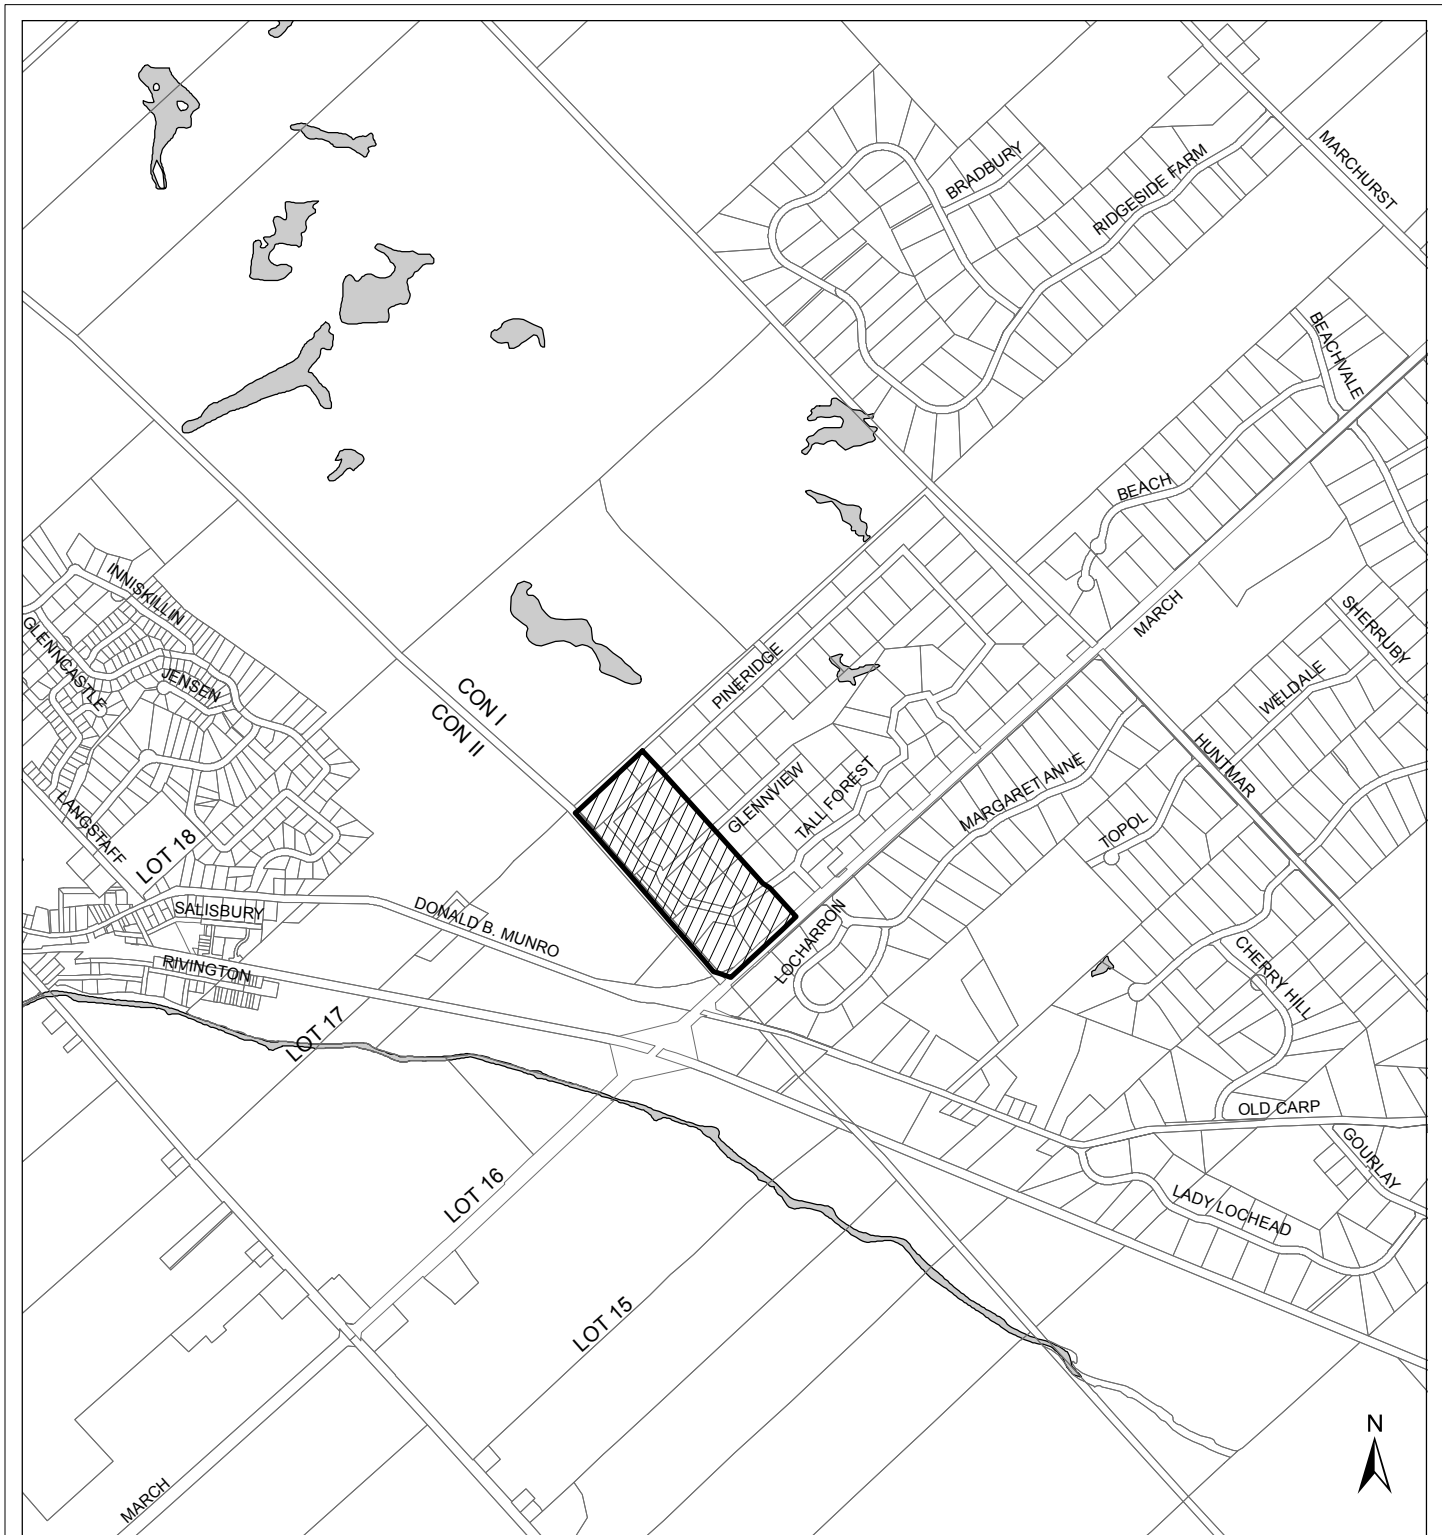 MARCHURST
BRADBURY
RIDGESIDE FARM
BEACHVALE
BEACH
MARCH
SHERRUBY
WELDALE
HUNTMAR
INNISKILLIN
GLENNCASTLE
JENSEN
PINERIDGE
CON I
CON II
GLENNVIEW
TALL FOREST
MARGARET ANNE
TOPOL
LANGSTAFF
LOT 18
SALISBURY
DONALD B. MUNRO
RIVINGTON
LOCHARRON
CHERRY HILL
LOT 17
OLD CARP
GOURLAY
LOT 16
LADY LOCHEAD
LOT 15
N
MARCH